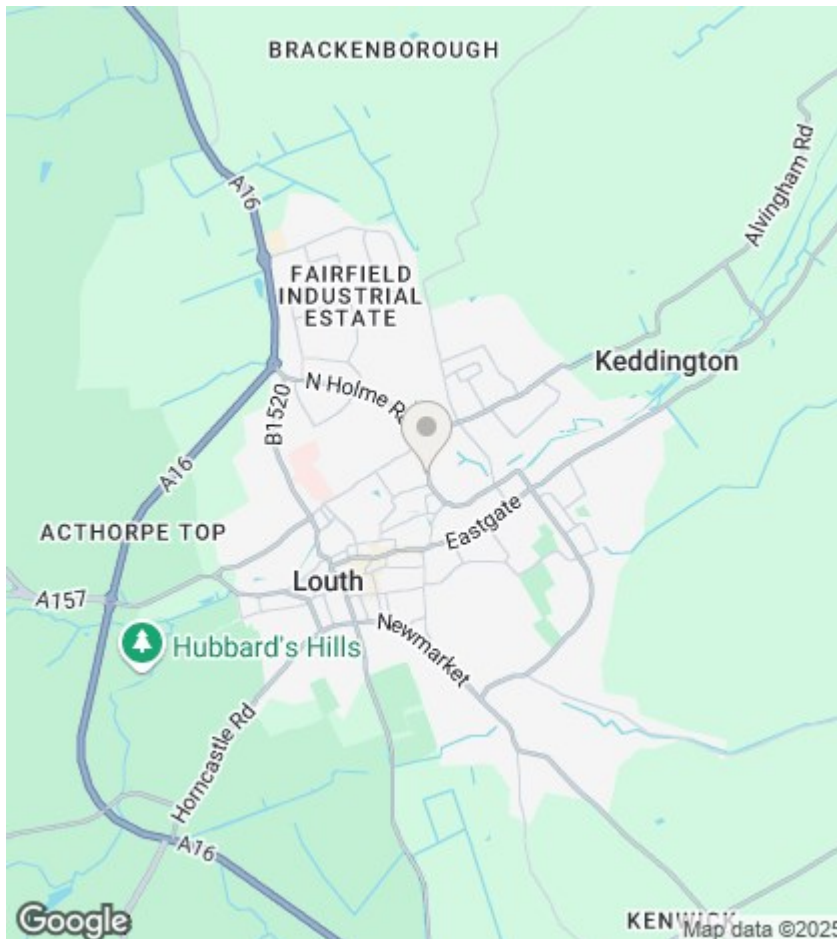 BRACKENBOROUGH
A16
Alvingham Rd
FAIRFIELD
INDUSTRIAL
ESTATE
Keddington
N Holme R
B1520
A16
ACTHORPE TOP
Eastgate
Louth
A157
Newmarket
Hubbard's Hills
Horncastle Rd
A16
KENWICK
Google
Map data ©2025